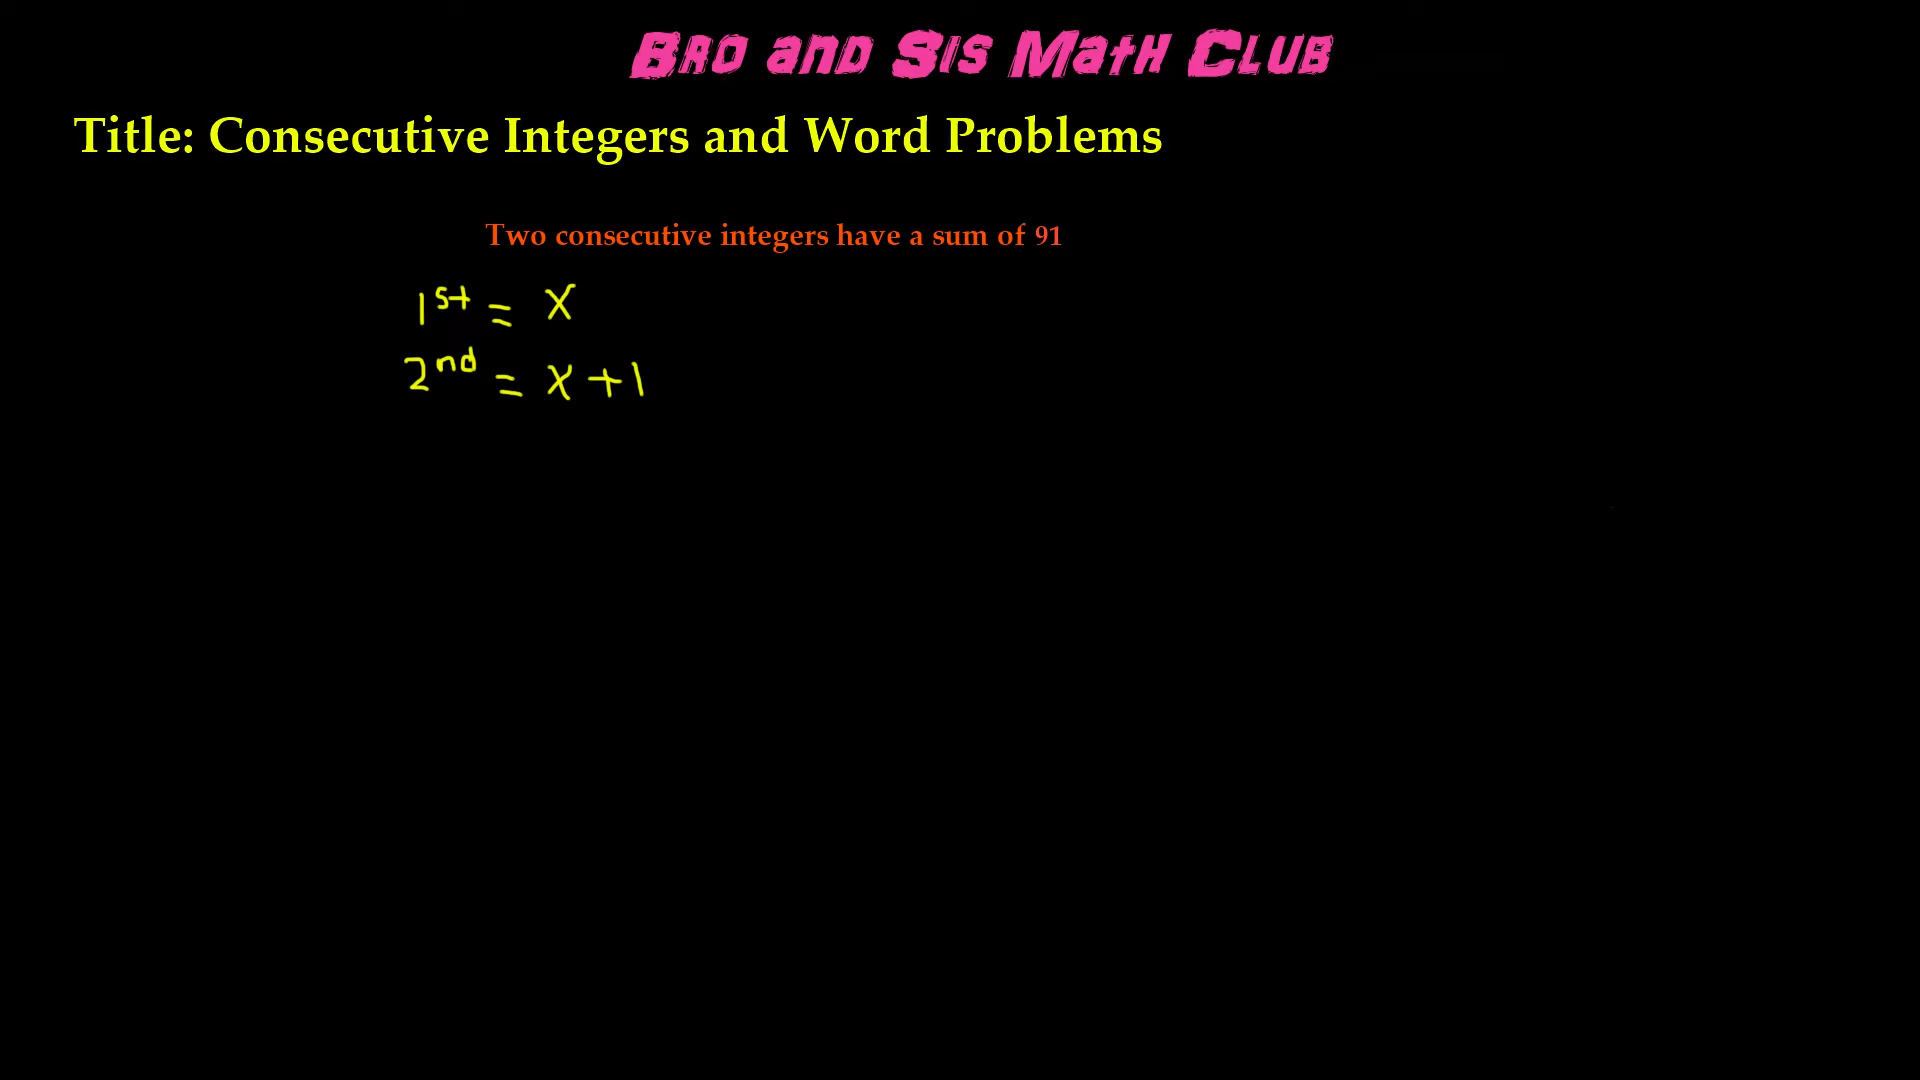 Bro and Sis Math Club
Title: Consecutive Integers and Word Problems
Two consecutive integers have a sum of 91
1st = x
2nd = x + 1